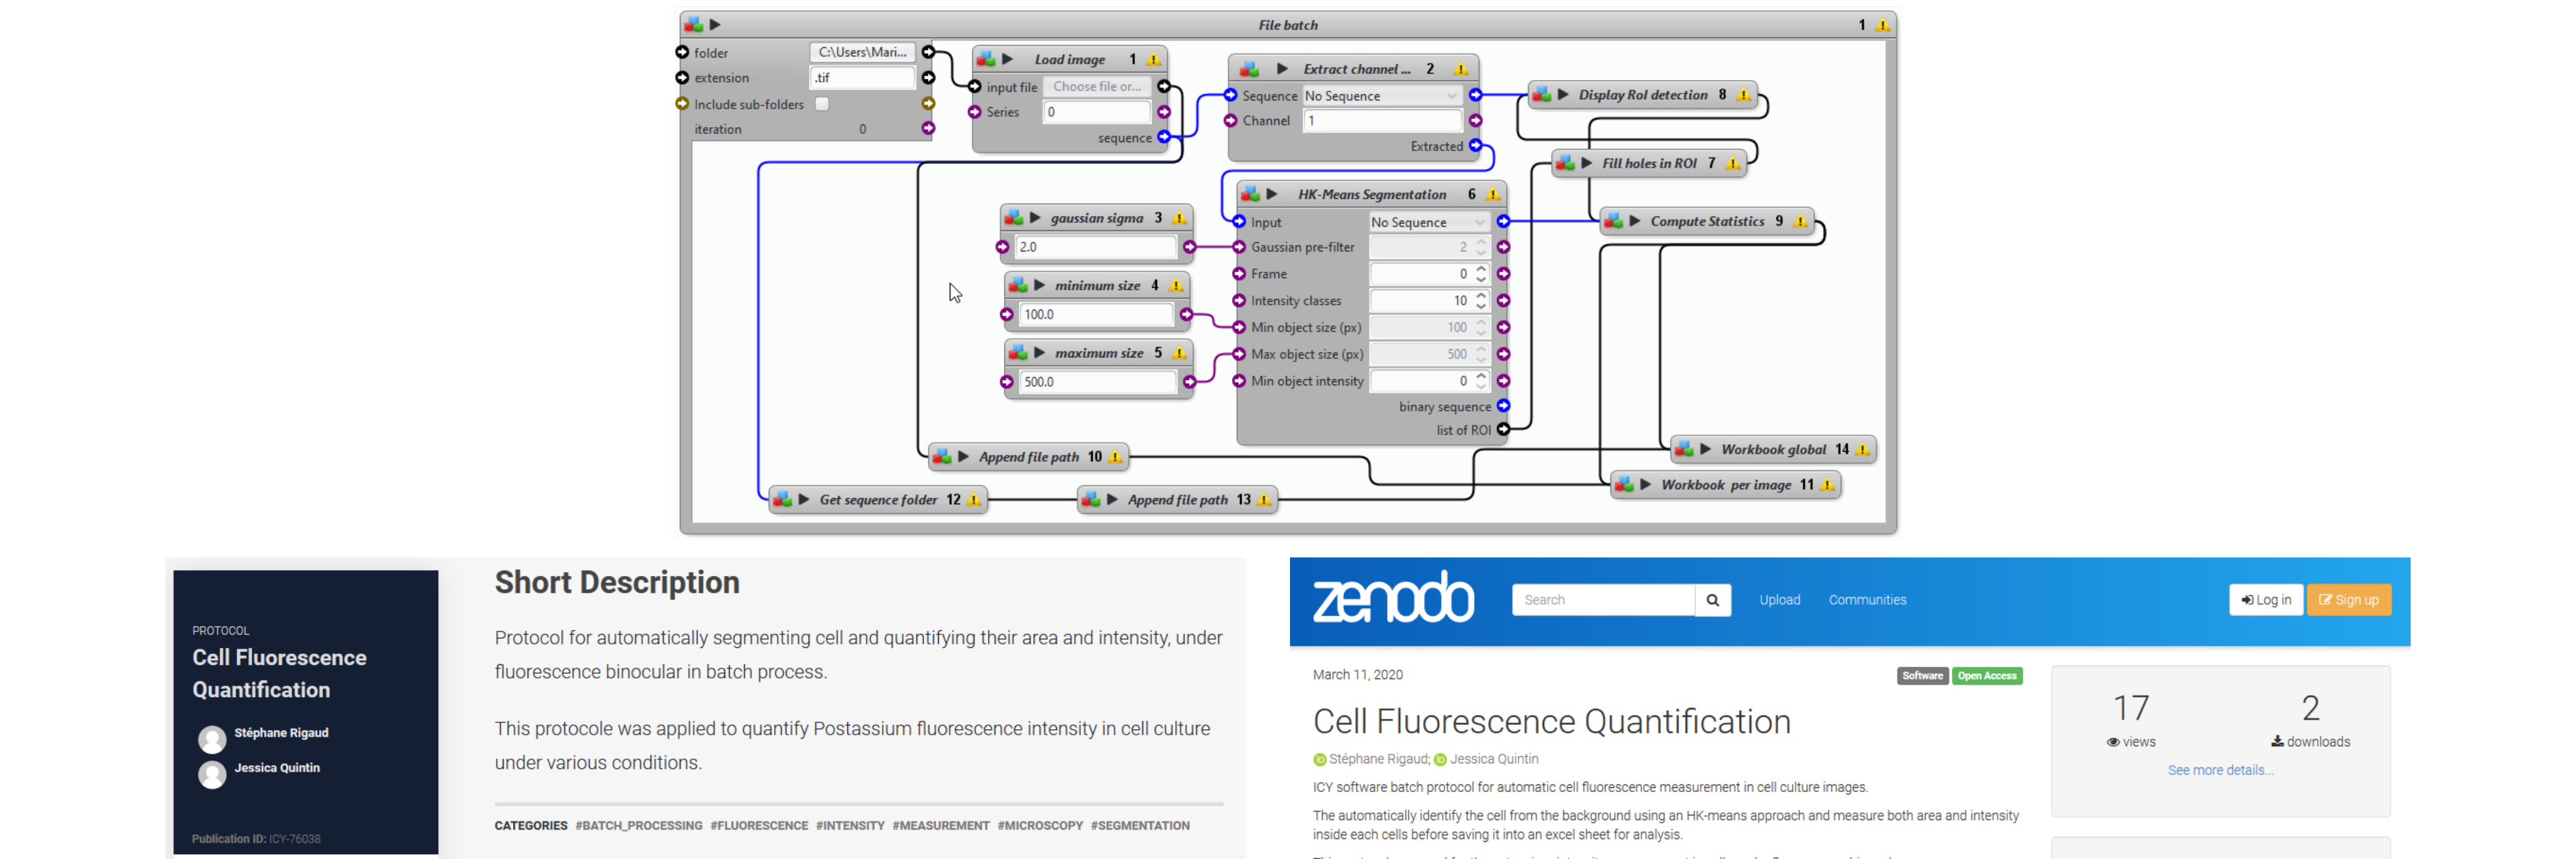 File batch 1
folder C:\Users\Mari...
extension .tif
Include sub-folders
iteration 0
Load image 1
input file Choose file or...
Series 0
sequence
Extract channel ... 2
Sequence No Sequence
Channel 1
Extracted
Display RoI detection 8
Fill holes in ROI 7
gaussian sigma 3
2.0
minimum size 4
100.0
maximum size 5
500.0
HK-Means Segmentation 6
Input No Sequence
Gaussian pre-filter 2
Frame 0
Intensity classes 10
Min object size (px) 100
Max object size (px) 500
Min object intensity 0
binary sequence
list of ROI
Compute Statistics 9
Append file path 10
Workbook global 14
Workbook per image 11
Get sequence folder 12
Append file path 13
PROTOCOL
Cell Fluorescence
Quantification
Stéphane Rigaud
Jessica Quintin
Publication ID: ICY-76038
Short Description
Protocol for automatically segmenting cell and quantifying their area and intensity, under
fluorescence binocular in batch process.
This protocole was applied to quantify Postassium fluorescence intensity in cell culture
under various conditions.
CATEGORIES #BATCH_PROCESSING #FLUORESCENCE #INTENSITY #MEASUREMENT #MICROSCOPY #SEGMENTATION
zenodo
Search
Upload
Communities
Log in
Sign up
March 11, 2020
Software
Open Access
Cell Fluorescence Quantification
Stéphane Rigaud; Jessica Quintin
ICY software batch protocol for automatic cell fluorescence measurement in cell culture images.
The automatically identify the cell from the background using an HK-means approach and measure both area and intensity
inside each cells before saving it into an excel sheet for analysis.
17
views
2
downloads
See more details...